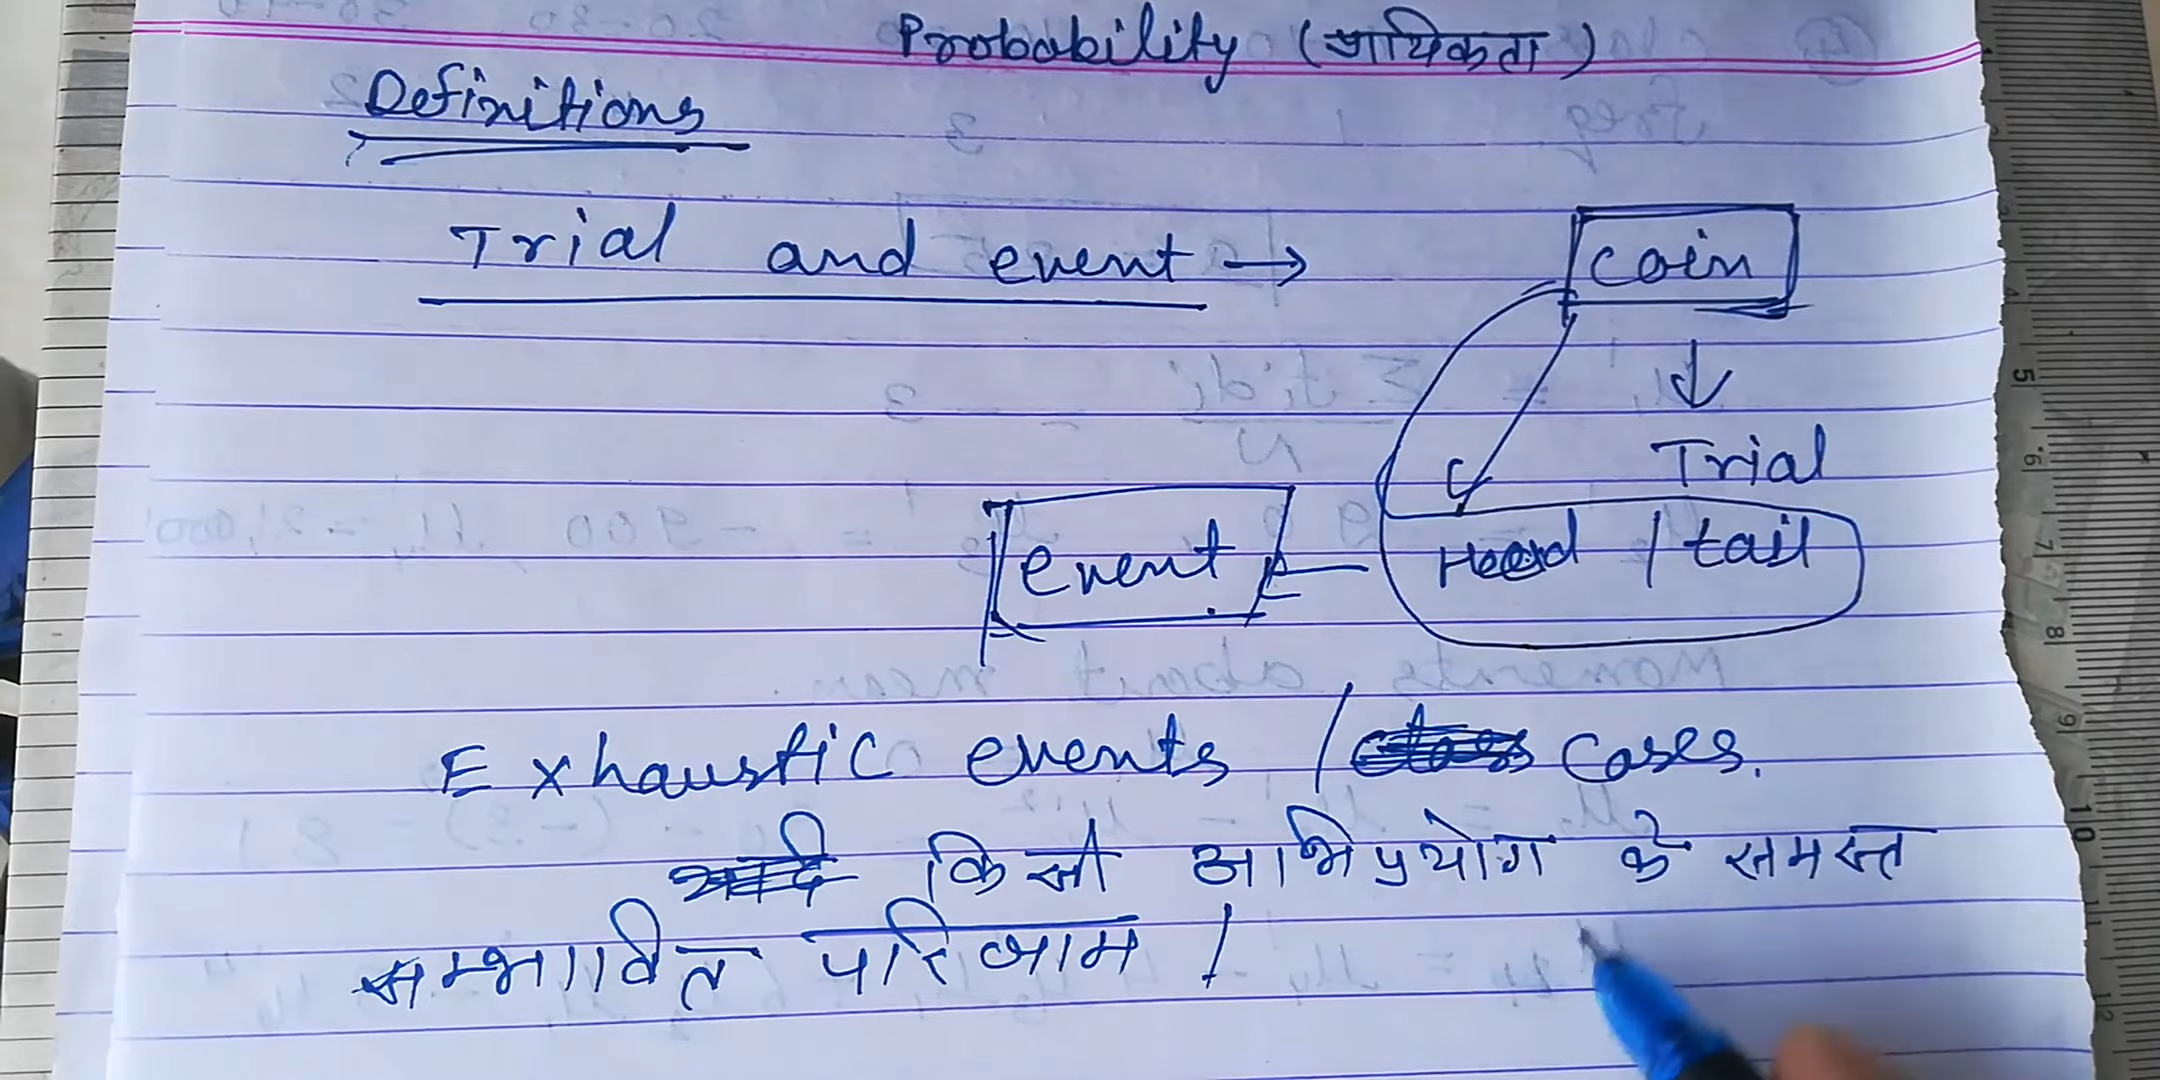 Probability (प्रायिकता)
Definitions
Trial and event → coin
Trial
event Head / tail
Exhaustic events / cases.
किसी अभिप्रयोग के समस्त
सम्भावित परिणाम |